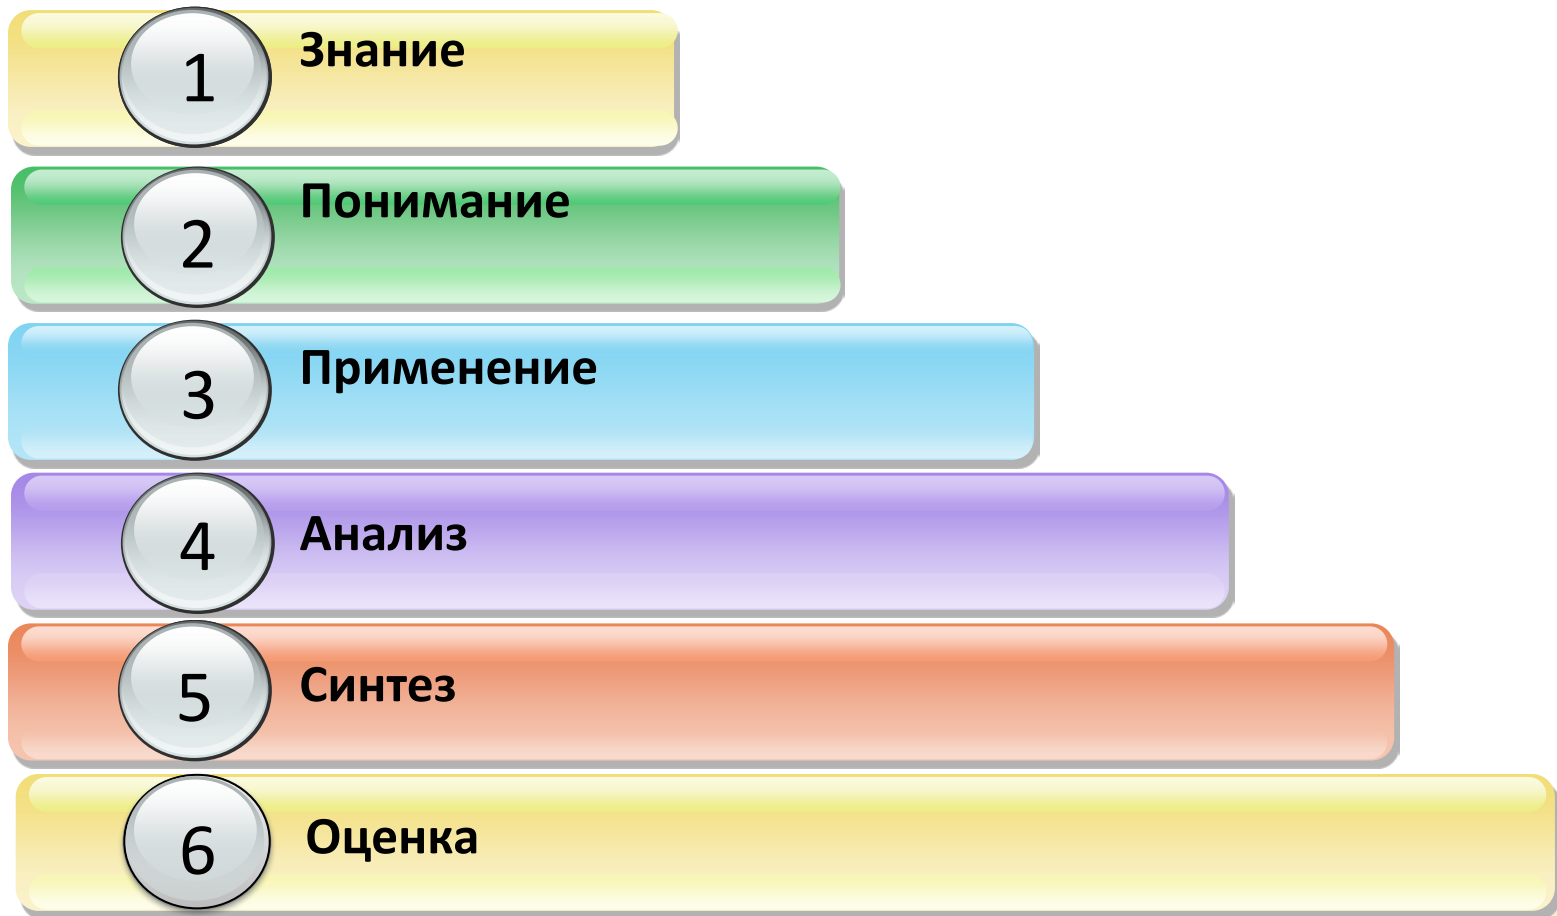 1 Знание
2 Понимание
3 Применение
4 Анализ
5 Синтез
6 Оценка